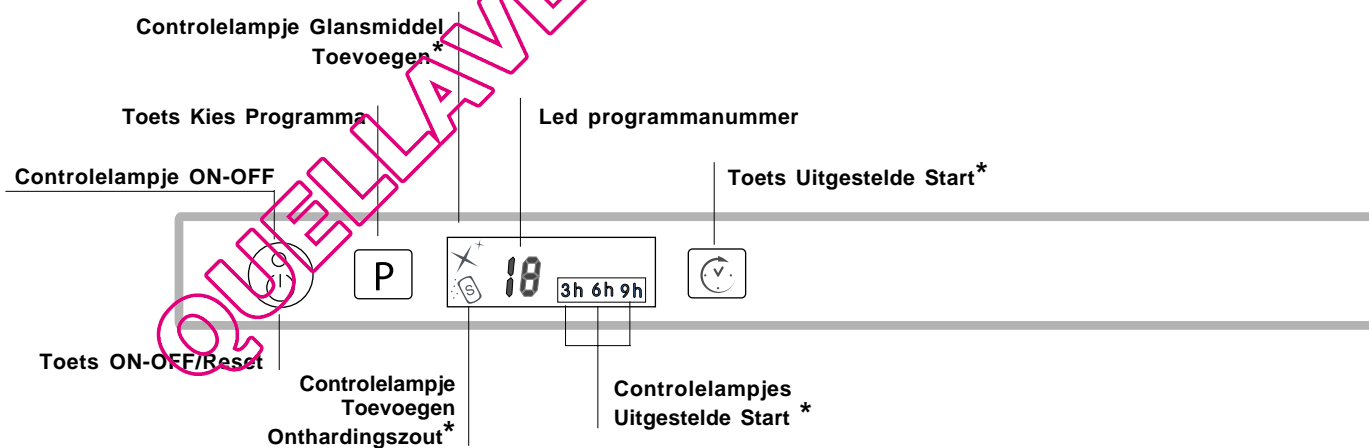 Controlelampje Glansmiddel
Toevoegen*
Toets Kies Programma
Led programmanummer
Controlelampje ON-OFF
Toets Uitgestelde Start*
P
S
18
3h 6h 9h
Toets ON-OFF/Reset
Controlelampje
Toevoegen
Onthardingszout*
Controlelampjes
Uitgestelde Start *
QUELLAVE